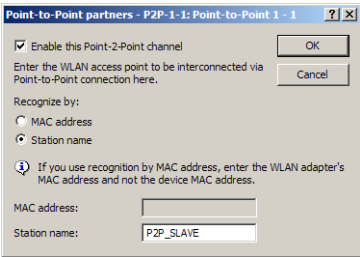 Point-to-Point partners - P2P-1-1: Point-to-Point 1 - 1
Enable this Point-2-Point channel
OK
Enter the WLAN access point to be interconnected via
Point-to-Point connection here.
Cancel
Recognize by:
MAC address
Station name
If you use recognition by MAC address, enter the WLAN adapter's
MAC address and not the device MAC address.
MAC address:
Station name:
P2P_SLAVE